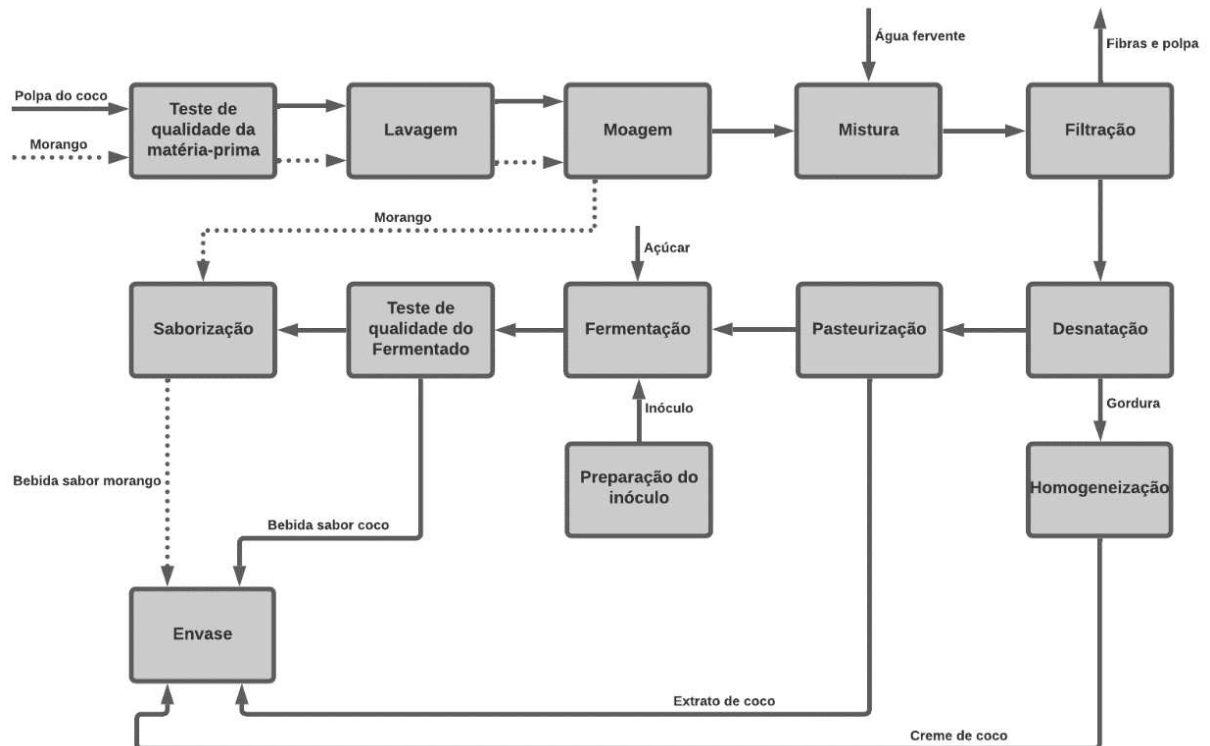 Água fervente
Fibras e polpa
Polpa do coco
Morango
Teste de
qualidade da
matéria-prima
Lavagem
Moagem
Mistura
Filtração
Morango
Açúcar
Saborização
Teste de
qualidade do
Fermentado
Fermentação
Pasteurização
Desnatação
Inóculo
Gordura
Bebida sabor morango
Preparação do
inóculo
Homogeneização
Bebida sabor coco
Envase
Extrato de coco
Creme de coco